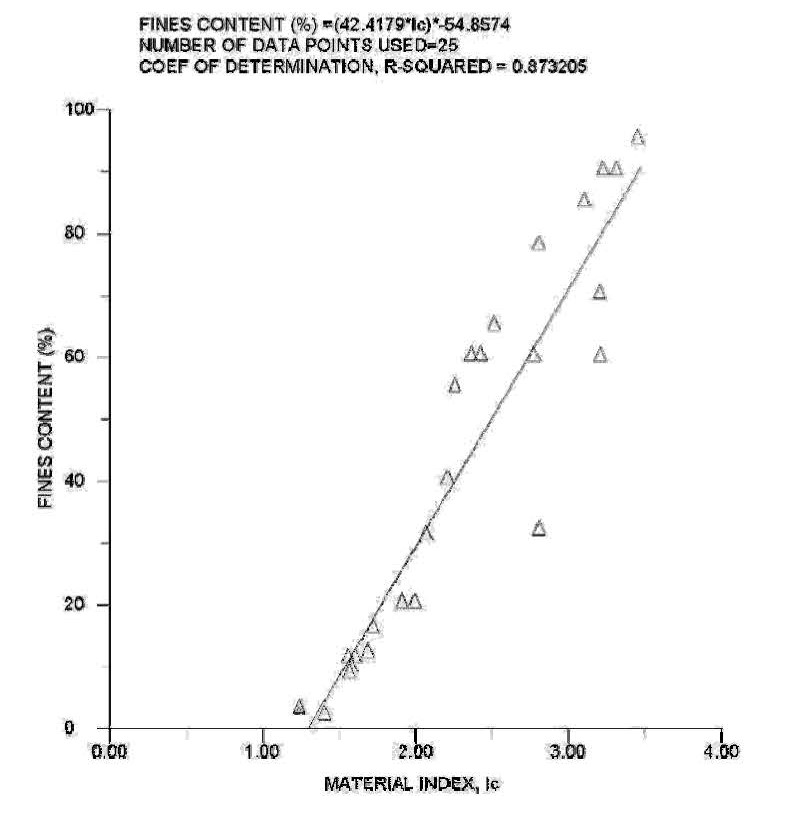 FINES CONTENT (%) =(42.4179*Ic)*-54.8574
NUMBER OF DATA POINTS USED=25
COEF OF DETERMINATION, R-SQUARED = 0.873205
100
80
60
40
20
0
FINES CONTENT (%)
0.00 1.00 2.00 3.00 4.00
MATERIAL INDEX, Ic